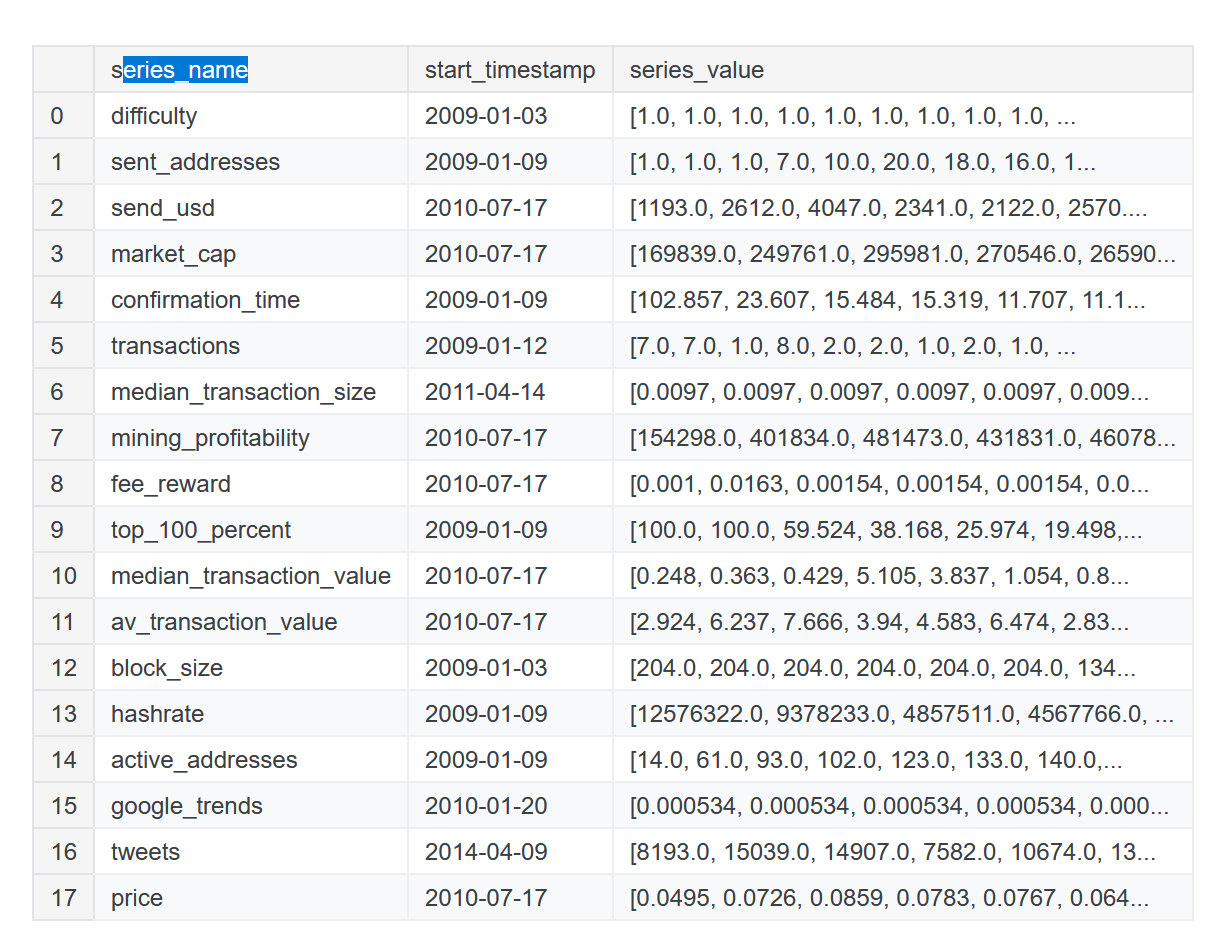 series_name start_timestamp series_value
0 difficulty 2009-01-03 [1.0, 1.0, 1.0, 1.0, 1.0, 1.0, 1.0, 1.0, 1.0, ...
1 sent_addresses 2009-01-09 [1.0, 1.0, 1.0, 7.0, 10.0, 20.0, 18.0, 16.0, 1...
2 send_usd 2010-07-17 [1193.0, 2612.0, 4047.0, 2341.0, 2122.0, 2570....
3 market_cap 2010-07-17 [169839.0, 249761.0, 295981.0, 270546.0, 26590...
4 confirmation_time 2009-01-09 [102.857, 23.607, 15.484, 15.319, 11.707, 11.1...
5 transactions 2009-01-12 [7.0, 7.0, 1.0, 8.0, 2.0, 2.0, 1.0, 2.0, 1.0, ...
6 median_transaction_size 2011-04-14 [0.0097, 0.0097, 0.0097, 0.0097, 0.0097, 0.009...
7 mining_profitability 2010-07-17 [154298.0, 401834.0, 481473.0, 431831.0, 46078...
8 fee_reward 2010-07-17 [0.001, 0.0163, 0.00154, 0.00154, 0.00154, 0.0...
9 top_100_percent 2009-01-09 [100.0, 100.0, 59.524, 38.168, 25.974, 19.498,...
10 median_transaction_value 2010-07-17 [0.248, 0.363, 0.429, 5.105, 3.837, 1.054, 0.8...
11 av_transaction_value 2010-07-17 [2.924, 6.237, 7.666, 3.94, 4.583, 6.474, 2.83...
12 block_size 2009-01-03 [204.0, 204.0, 204.0, 204.0, 204.0, 204.0, 134...
13 hashrate 2009-01-09 [12576322.0, 9378233.0, 4857511.0, 4567766.0, ...
14 active_addresses 2009-01-09 [14.0, 61.0, 93.0, 102.0, 123.0, 133.0, 140.0,...
15 google_trends 2010-01-20 [0.000534, 0.000534, 0.000534, 0.000534, 0.000...
16 tweets 2014-04-09 [8193.0, 15039.0, 14907.0, 7582.0, 10674.0, 13...
17 price 2010-07-17 [0.0495, 0.0726, 0.0859, 0.0783, 0.0767, 0.064...